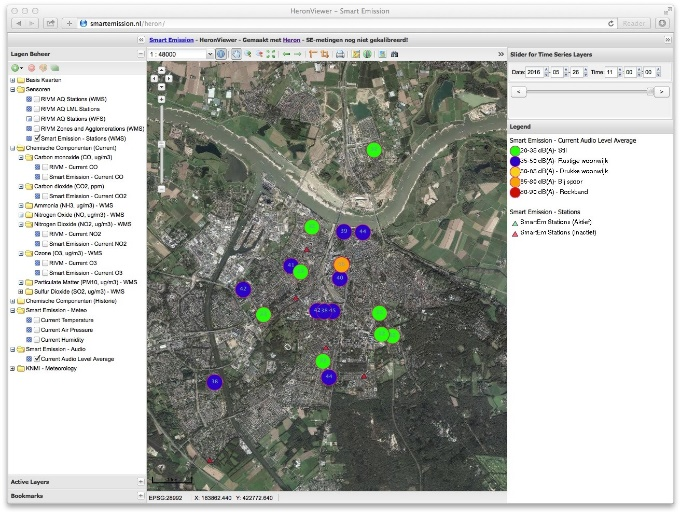 HeronViewer – Smart Emission
smartemission.nl/heron/
Reader
Smart Emission - HeronViewer - Gemaakt met Heron - SE-metingen nog niet gekalibreerd!
Lagen Beheer
1 : 48000
Basis Kaarten
Sensoren
RIVM AQ Stations (WMS)
RIVM AQ LML Stations
RIVM AQ Stations (WFS)
RIVM Zones and Agglomerations (WMS)
Smart Emission - Stations (WMS)
Chemische Componenten (Current)
Carbon monoxide (CO, ug/m3)
RIVM - Current CO
Smart Emission - Current CO
Carbon dioxide (CO2, ppm)
Smart Emission - Current CO2
Ammonia (NH3, ug/m3) - WMS
Nitrogen Oxide (NO, ug/m3) - WMS
Nitrogen Dioxide (NO2, ug/m3) - WMS
RIVM - Current NO2
Smart Emission - Current NO2
Ozone (O3, ug/m3) - WMS
RIVM - Current O3
Smart Emission - Current O3
Particulate Matter (PM10, ug/m3) - WMS
Sulfur Dioxide (SO2, ug/m3) - WMS
Chemische Componenten (Historie)
Smart Emission - Meteo
Current Temperatura
Current Air Pressure
Current Humidity
Smart Emission - Audio
Current Audio Level Average
KNMI - Meteorology
Active Layers
Bookmarks
39
44
41
40
42
42
38
44
EPSG:28992 X: 183862.440 Y: 422772.640
Slider for Time Series Layers
Date: 2016 - 05 - 26 Time: 11 : 00 : 00
< >
Legend
Smart Emission - Current Audio Level Average
20-35 dB(A) - Stil
35-50 dB(A) - Rustige woonwijk
50-65 dB(A) - Drukke woonwijk
65-80 dB(A) - Bij spoor
80-90 dB(A) - Rockband
Smart Emission - Stations
SmartEm Stations (Actief)
SmartEm Stations (Inactief)